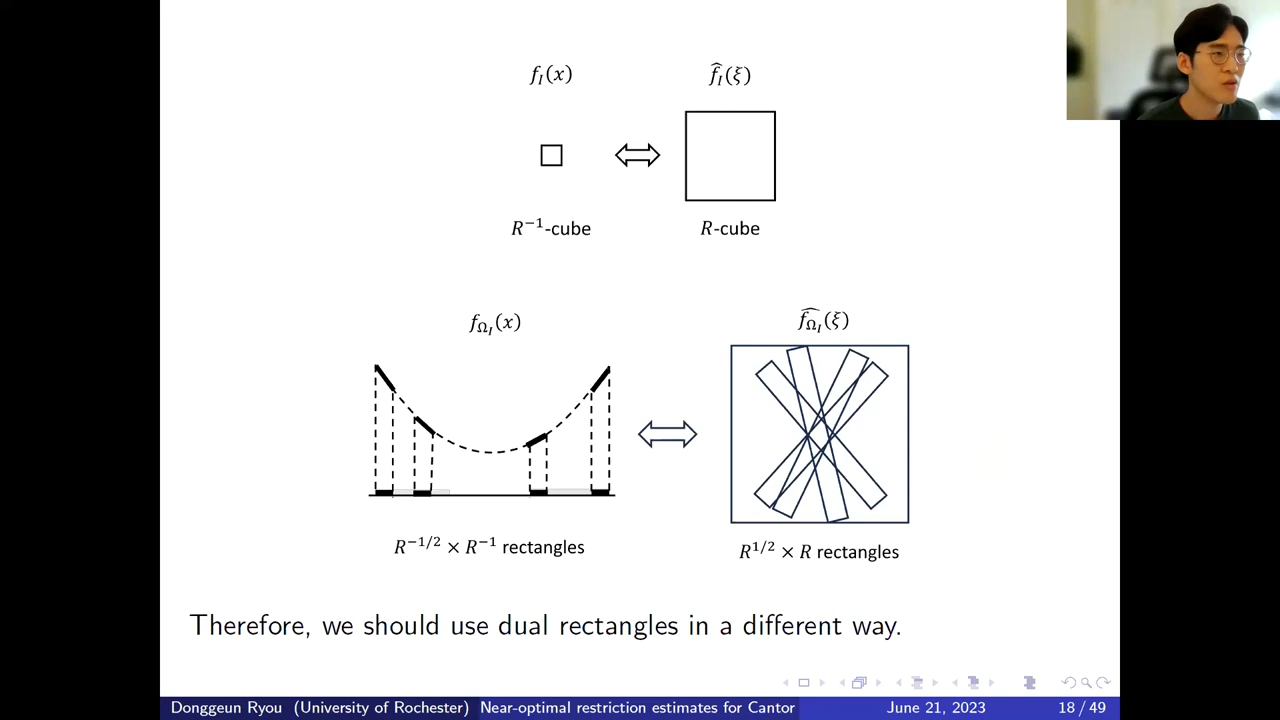 f_I(x) \hat{f}_I(ξ)
R^{-1}-cube R-cube
f_{Ω_I}(x) \widehat{f_{Ω_I}}(ξ)
R^{-1/2} × R^{-1} rectangles R^{1/2} × R rectangles
Therefore, we should use dual rectangles in a different way.
Donggeun Ryou (University of Rochester) Near-optimal restriction estimates for Cantor June 21, 2023 18 / 49